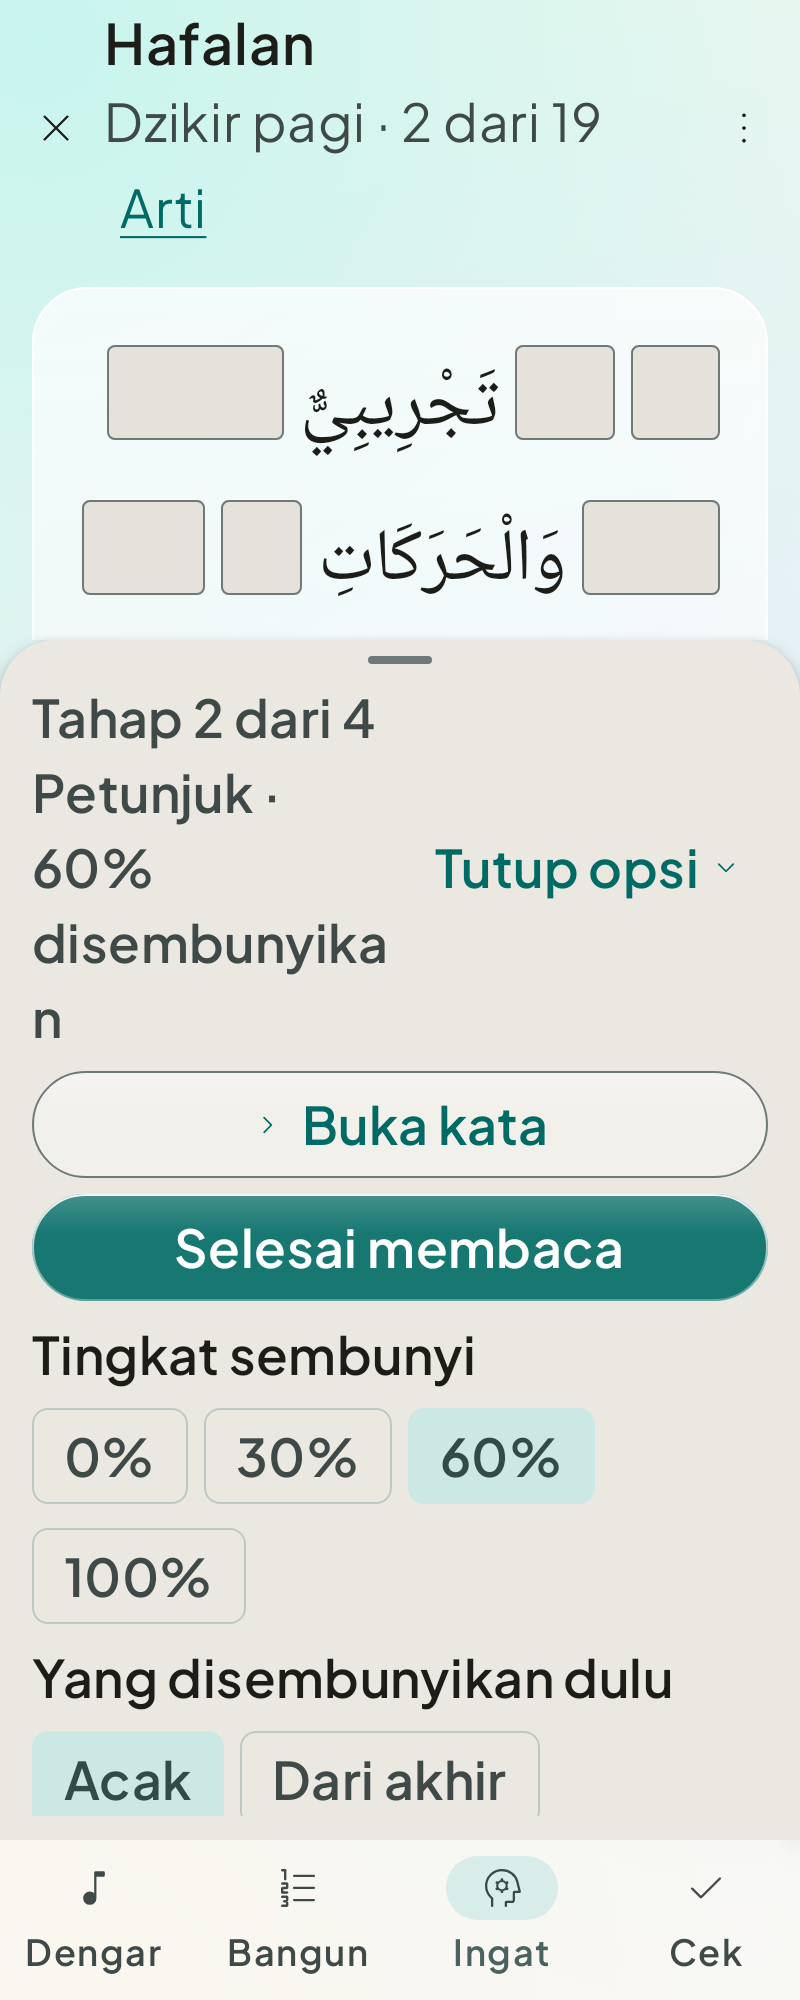 Hafalan
Dzikir pagi · 2 dari 19
Arti
تَجْرِيبِيٌّ
وَالْحَرَكَاتِ
Tahap 2 dari 4
Petunjuk ·
60%
disembunyika
n
Tutup opsi
Buka kata
Selesai membaca
Tingkat sembunyi
0% 30% 60%
100%
Yang disembunyikan dulu
Acak Dari akhir
Dengar Bangun Ingat Cek